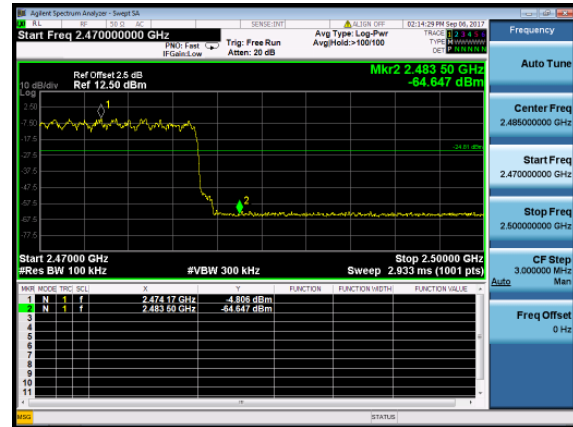 Agilent Spectrum Analyzer - Swept SA
RL RF 50 Ω AC SENSE:INT ALIGN OFF 02:14:29 PM Sep 06, 2017
Start Freq 2.470000000 GHz
PNO: Fast
IFGain:Low
Trig: Free Run
Atten: 20 dB
Avg Type: Log-Pwr
Avg|Hold:>100/100
TRACE 1 2 3 4 5 6
TYPE
DET P N N N N N
Ref Offset 2.5 dB
Ref 12.50 dBm
10 dB/div
Log
Mkr2 2.483 50 GHz
-64.647 dBm
2.50
-7.50
-17.5
-27.5
-37.5
-47.5
-57.5
-67.5
-77.5
1
2
-24.81 dBm
Start 2.47000 GHz
Stop 2.50000 GHz
#Res BW 100 kHz
#VBW 300 kHz
Sweep 2.933 ms (1001 pts)
MKR MODE TRC SCL X Y FUNCTION FUNCTION WIDTH FUNCTION VALUE
1 N 1 f 2.474 17 GHz -4.806 dBm
2 N 1 f 2.483 50 GHz -64.647 dBm
3
4
5
6
7
8
9
10
11
MSG
STATUS
Frequency
Auto Tune
Center Freq
2.485000000 GHz
Start Freq
2.470000000 GHz
Stop Freq
2.500000000 GHz
CF Step
3.000000 MHz
Auto Man
Freq Offset
0 Hz